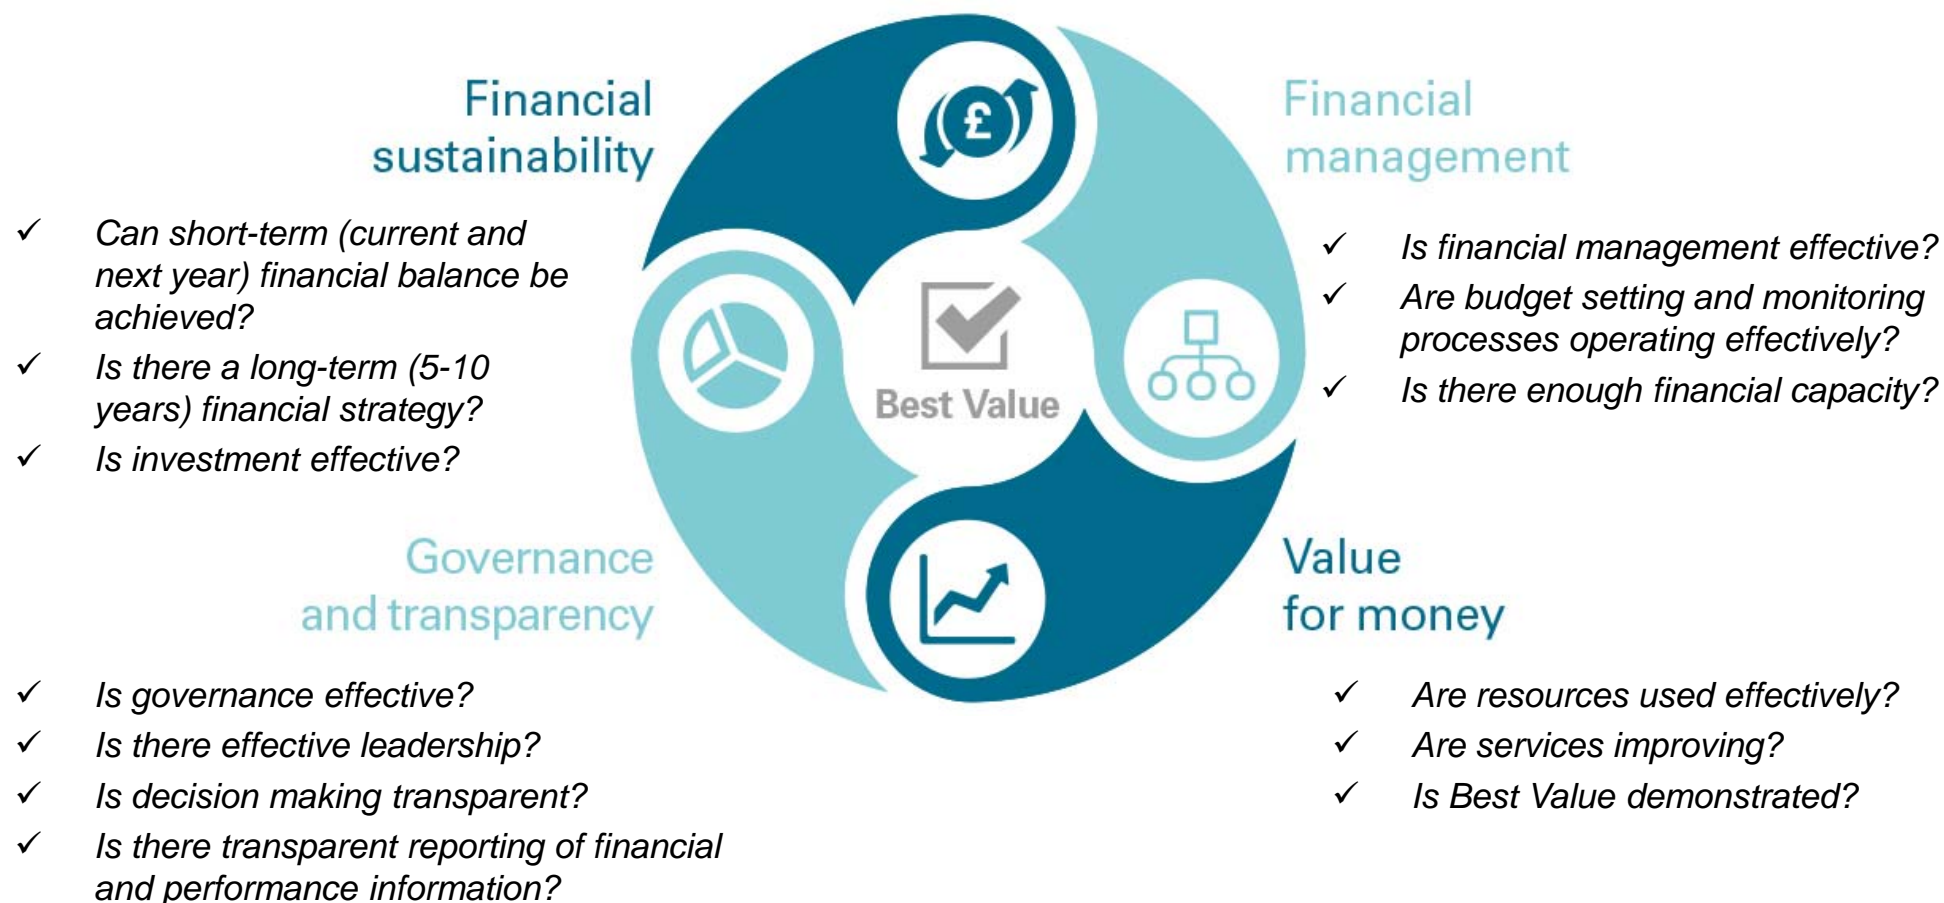 Financial
sustainability
✓ Can short-term (current and
next year) financial balance be
achieved?
✓ Is there a long-term (5-10
years) financial strategy?
✓ Is investment effective?
Financial
management
✓ Is financial management effective?
✓ Are budget setting and monitoring
processes operating effectively?
✓ Is there enough financial capacity?
£
Best Value
Governance
and transparency
✓ Is governance effective?
✓ Is there effective leadership?
✓ Is decision making transparent?
✓ Is there transparent reporting of financial
and performance information?
Value
for money
✓ Are resources used effectively?
✓ Are services improving?
✓ Is Best Value demonstrated?